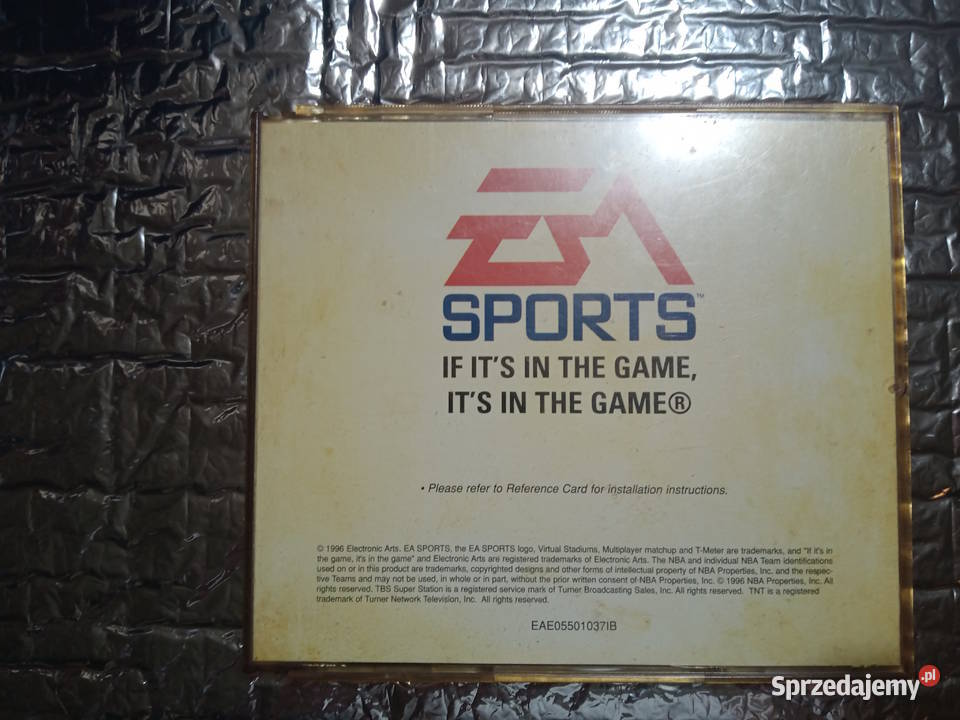 EA
SPORTS™
IF IT'S IN THE GAME,
IT'S IN THE GAME®
• Please refer to Reference Card for installation instructions.
© 1996 Electronic Arts. EA SPORTS, the EA SPORTS logo, Virtual Stadiums, Multiplayer matchup and T-Meter are trademarks, and "If it's in
the game, it's in the game" and Electronic Arts are registered trademarks of Electronic Arts. The NBA and individual NBA Team identifications
used on or in this product are trademarks, copyrighted designs and other forms of intellectual property of NBA Properties, Inc. and the respec-
tive Teams and may not be used, in whole or in part, without the prior written consent of NBA Properties, Inc. © 1996 NBA Properties, Inc. All
rights reserved. TBS Super Station is a registered service mark of Turner Broadcasting Sales, Inc. All rights reserved. TNT is a registered
trademark of Turner Network Television, Inc. All rights reserved.
EAE05501037IB
Sprzedajemy.pl